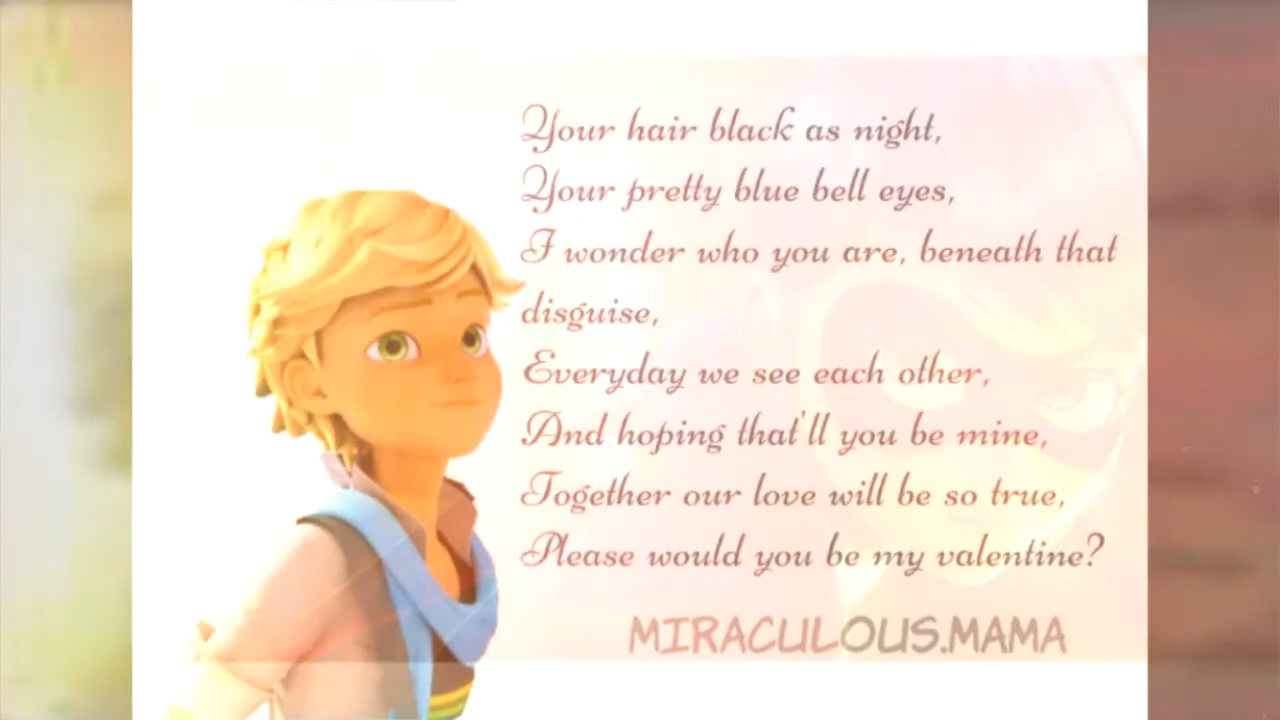 Your hair black as night,
Your pretty blue bell eyes,
I wonder who you are, beneath that
disguise,
Everyday we see each other,
And hoping that'll you be mine,
Together our love will be so true,
Please would you be my valentine?
MIRACULOUS.MAMA